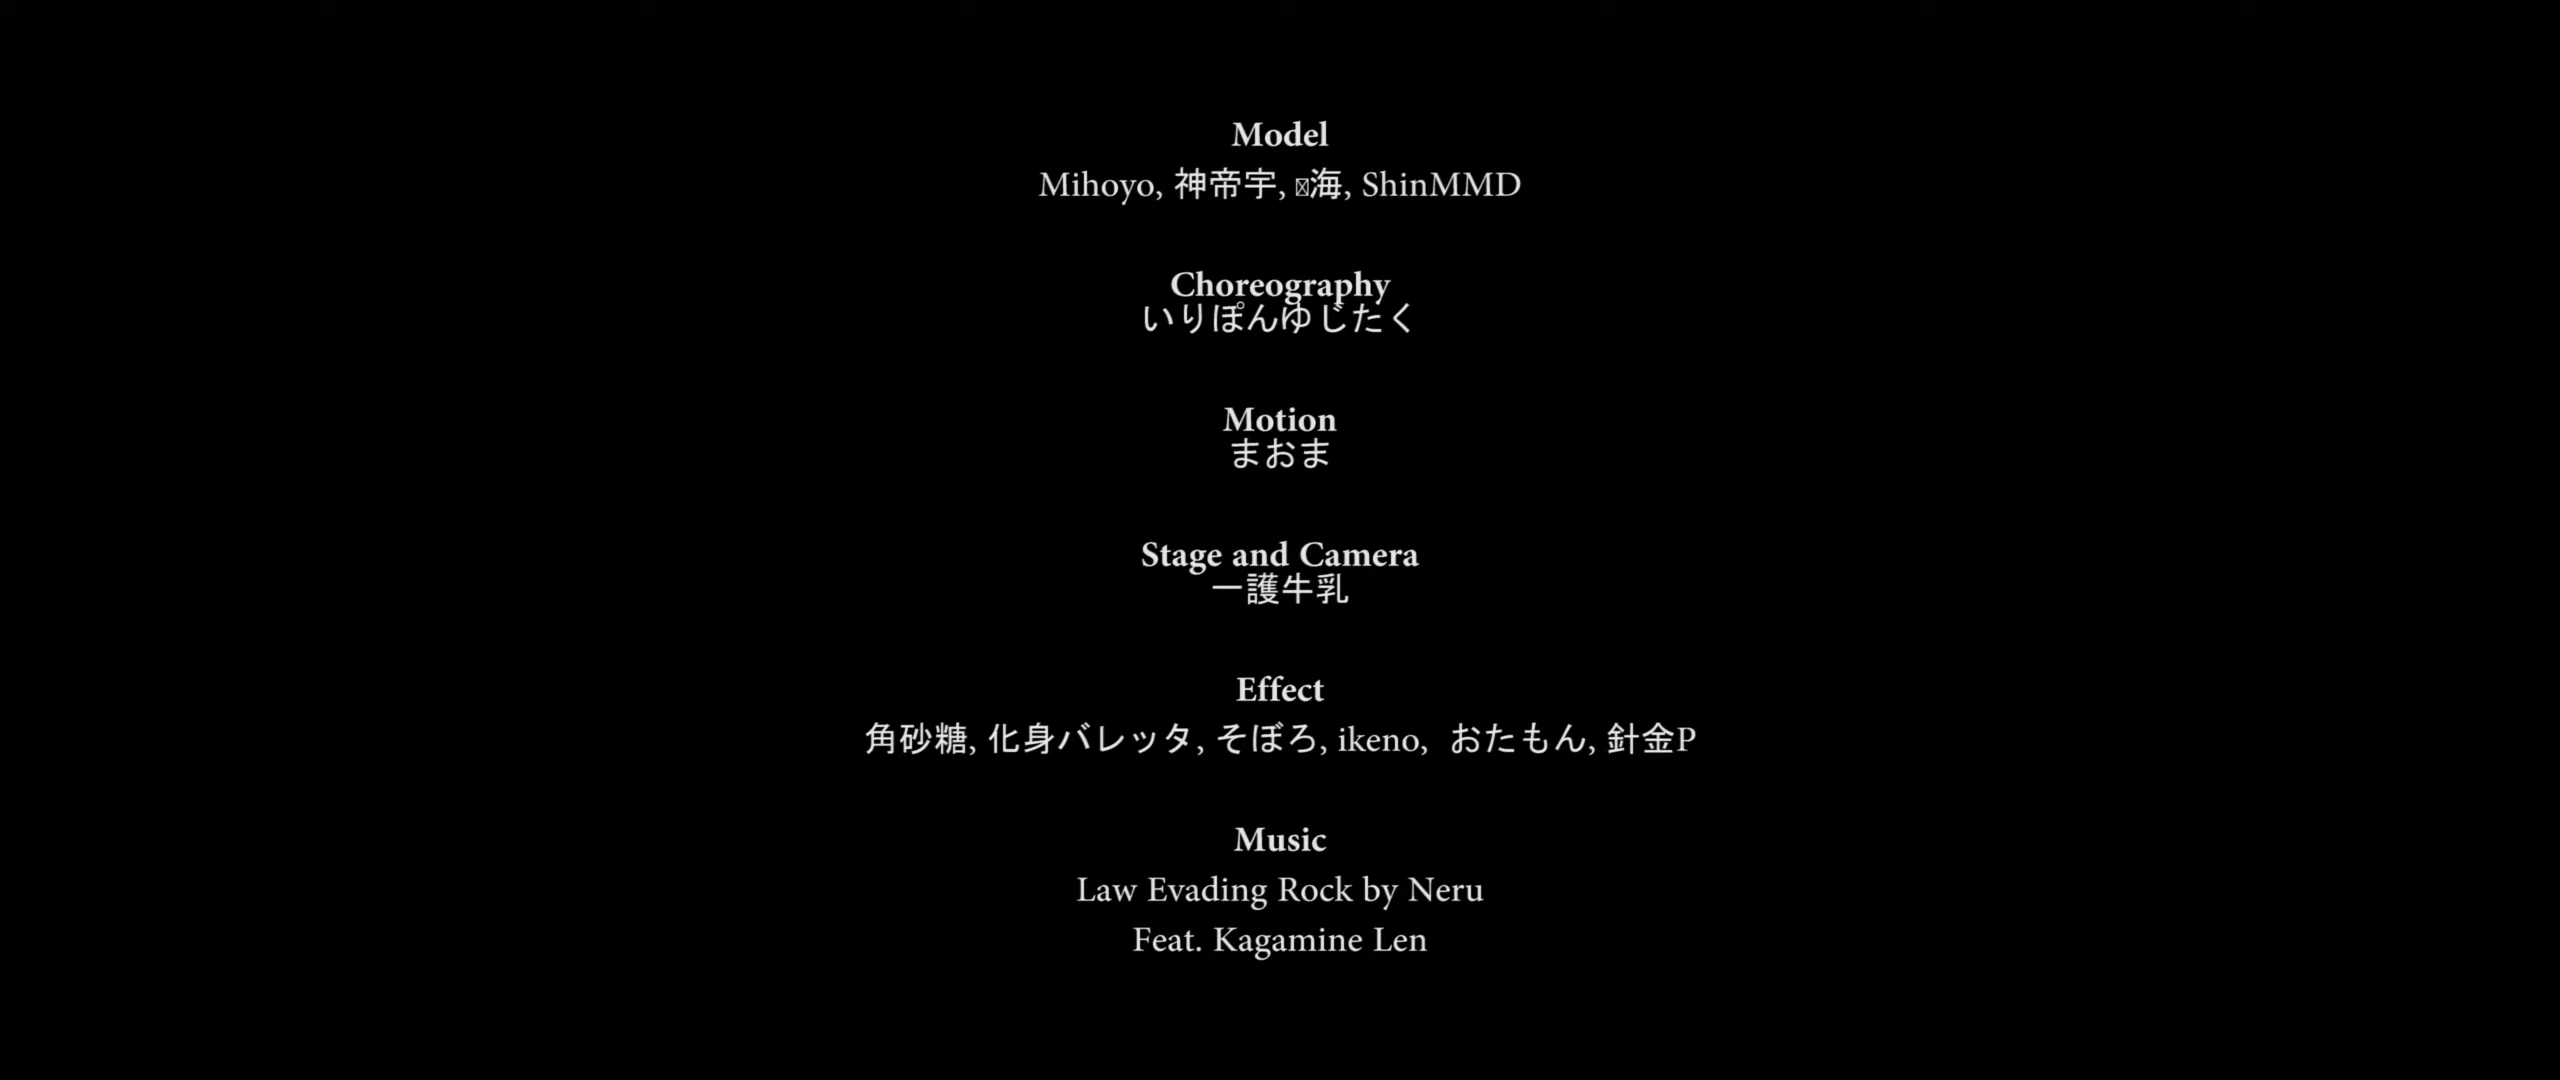 Model
Mihoyo, 神帝宇, 海, ShinMMD
Choreography
いりぽんゆじたく
Motion
まおま
Stage and Camera
一護牛乳
Effect
角砂糖, 化身バレッタ, そぼろ, ikeno, おたもん, 針金P
Music
Law Evading Rock by Neru
Feat. Kagamine Len